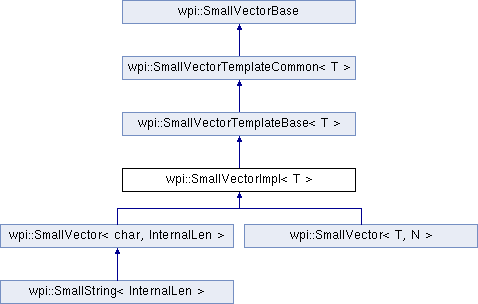 wpi::SmallVectorBase
wpi::SmallVectorTemplateCommon< T >
wpi::SmallVectorTemplateBase< T >
wpi::SmallVectorImpl< T >
wpi::SmallVector< char, InternalLen >
wpi::SmallVector< T, N >
wpi::SmallString< InternalLen >